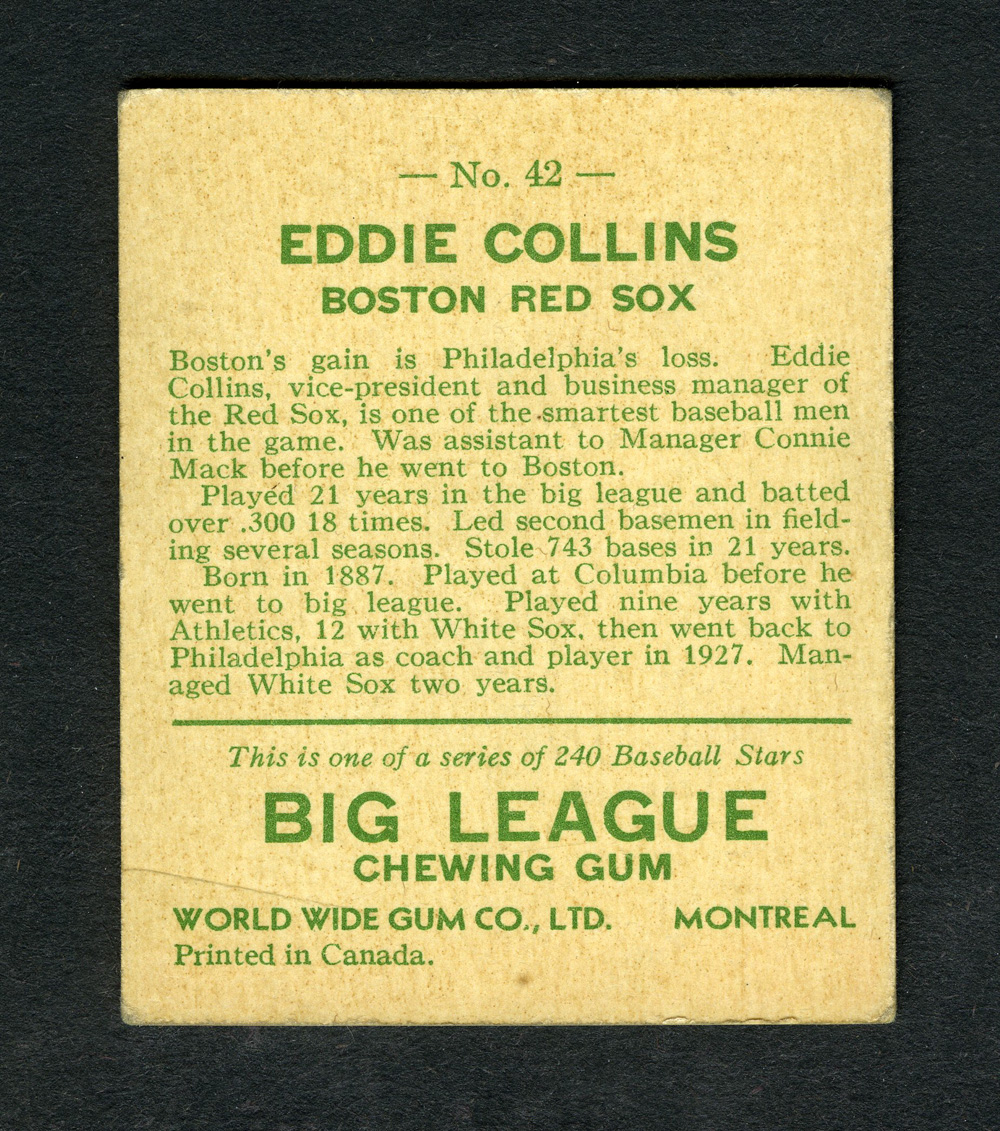 — No. 42 —
EDDIE COLLINS
BOSTON RED SOX
Boston's gain is Philadelphia's loss. Eddie
Collins, vice-president and business manager of
the Red Sox, is one of the smartest baseball men
in the game. Was assistant to Manager Connie
Mack before he went to Boston.
Played 21 years in the big league and batted
over .300 18 times. Led second basemen in field-
ing several seasons. Stole 743 bases in 21 years.
Born in 1887. Played at Columbia before he
went to big league. Played nine years with
Athletics, 12 with White Sox, then went back to
Philadelphia as coach and player in 1927. Man-
aged White Sox two years.
This is one of a series of 240 Baseball Stars
BIG LEAGUE
CHEWING GUM
WORLD WIDE GUM CO., LTD. MONTREAL
Printed in Canada.